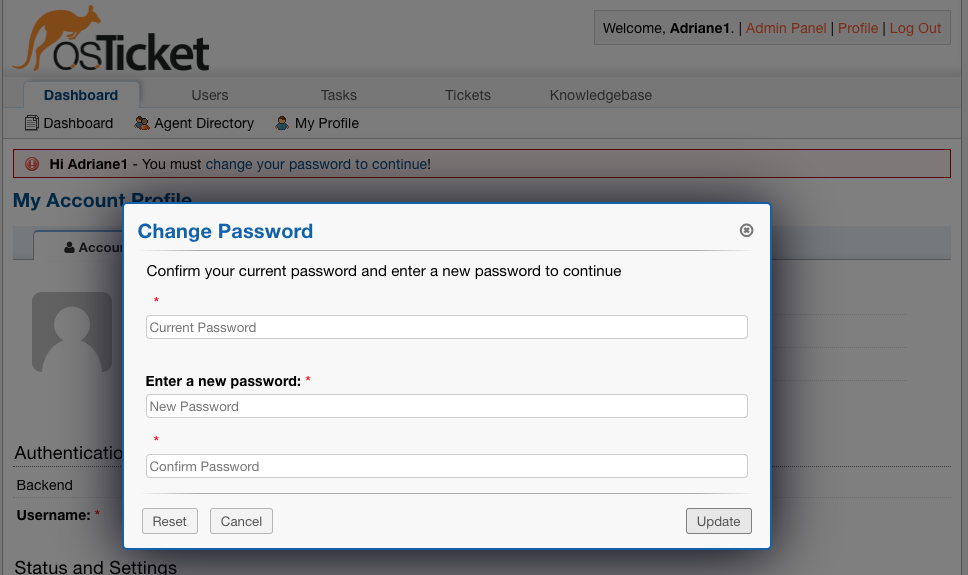 osTicket
Welcome, Adriane1. | Admin Panel | Profile | Log Out
Dashboard Users Tasks Tickets Knowledgebase
Dashboard Agent Directory My Profile
Hi Adriane1 - You must change your password to continue!
My Account Profile
Accou
Change Password
Confirm your current password and enter a new password to continue
*
Current Password
Enter a new password: *
New Password
*
Confirm Password
Authenticatio
Backend
Username: *
Reset Cancel Update
Status and Settings